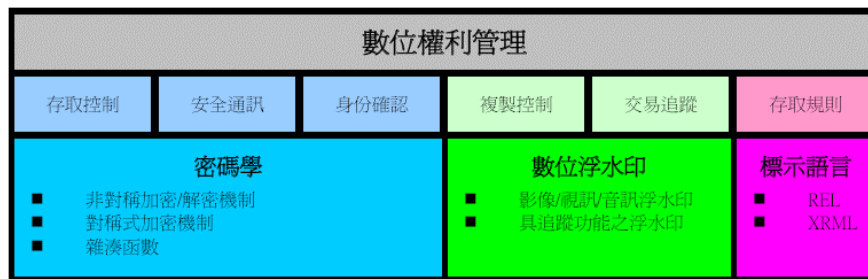 數位權利管理
存取控制
安全通訊
身份確認
複製控制
交易追蹤
存取規則
密碼學
■ 非對稱加密/解密機制
■ 對稱式加密機制
■ 雜湊函數
數位浮水印
■ 影像/視訊/音訊浮水印
■ 具追蹤功能之浮水印
標示語言
■ REL
■ XRML